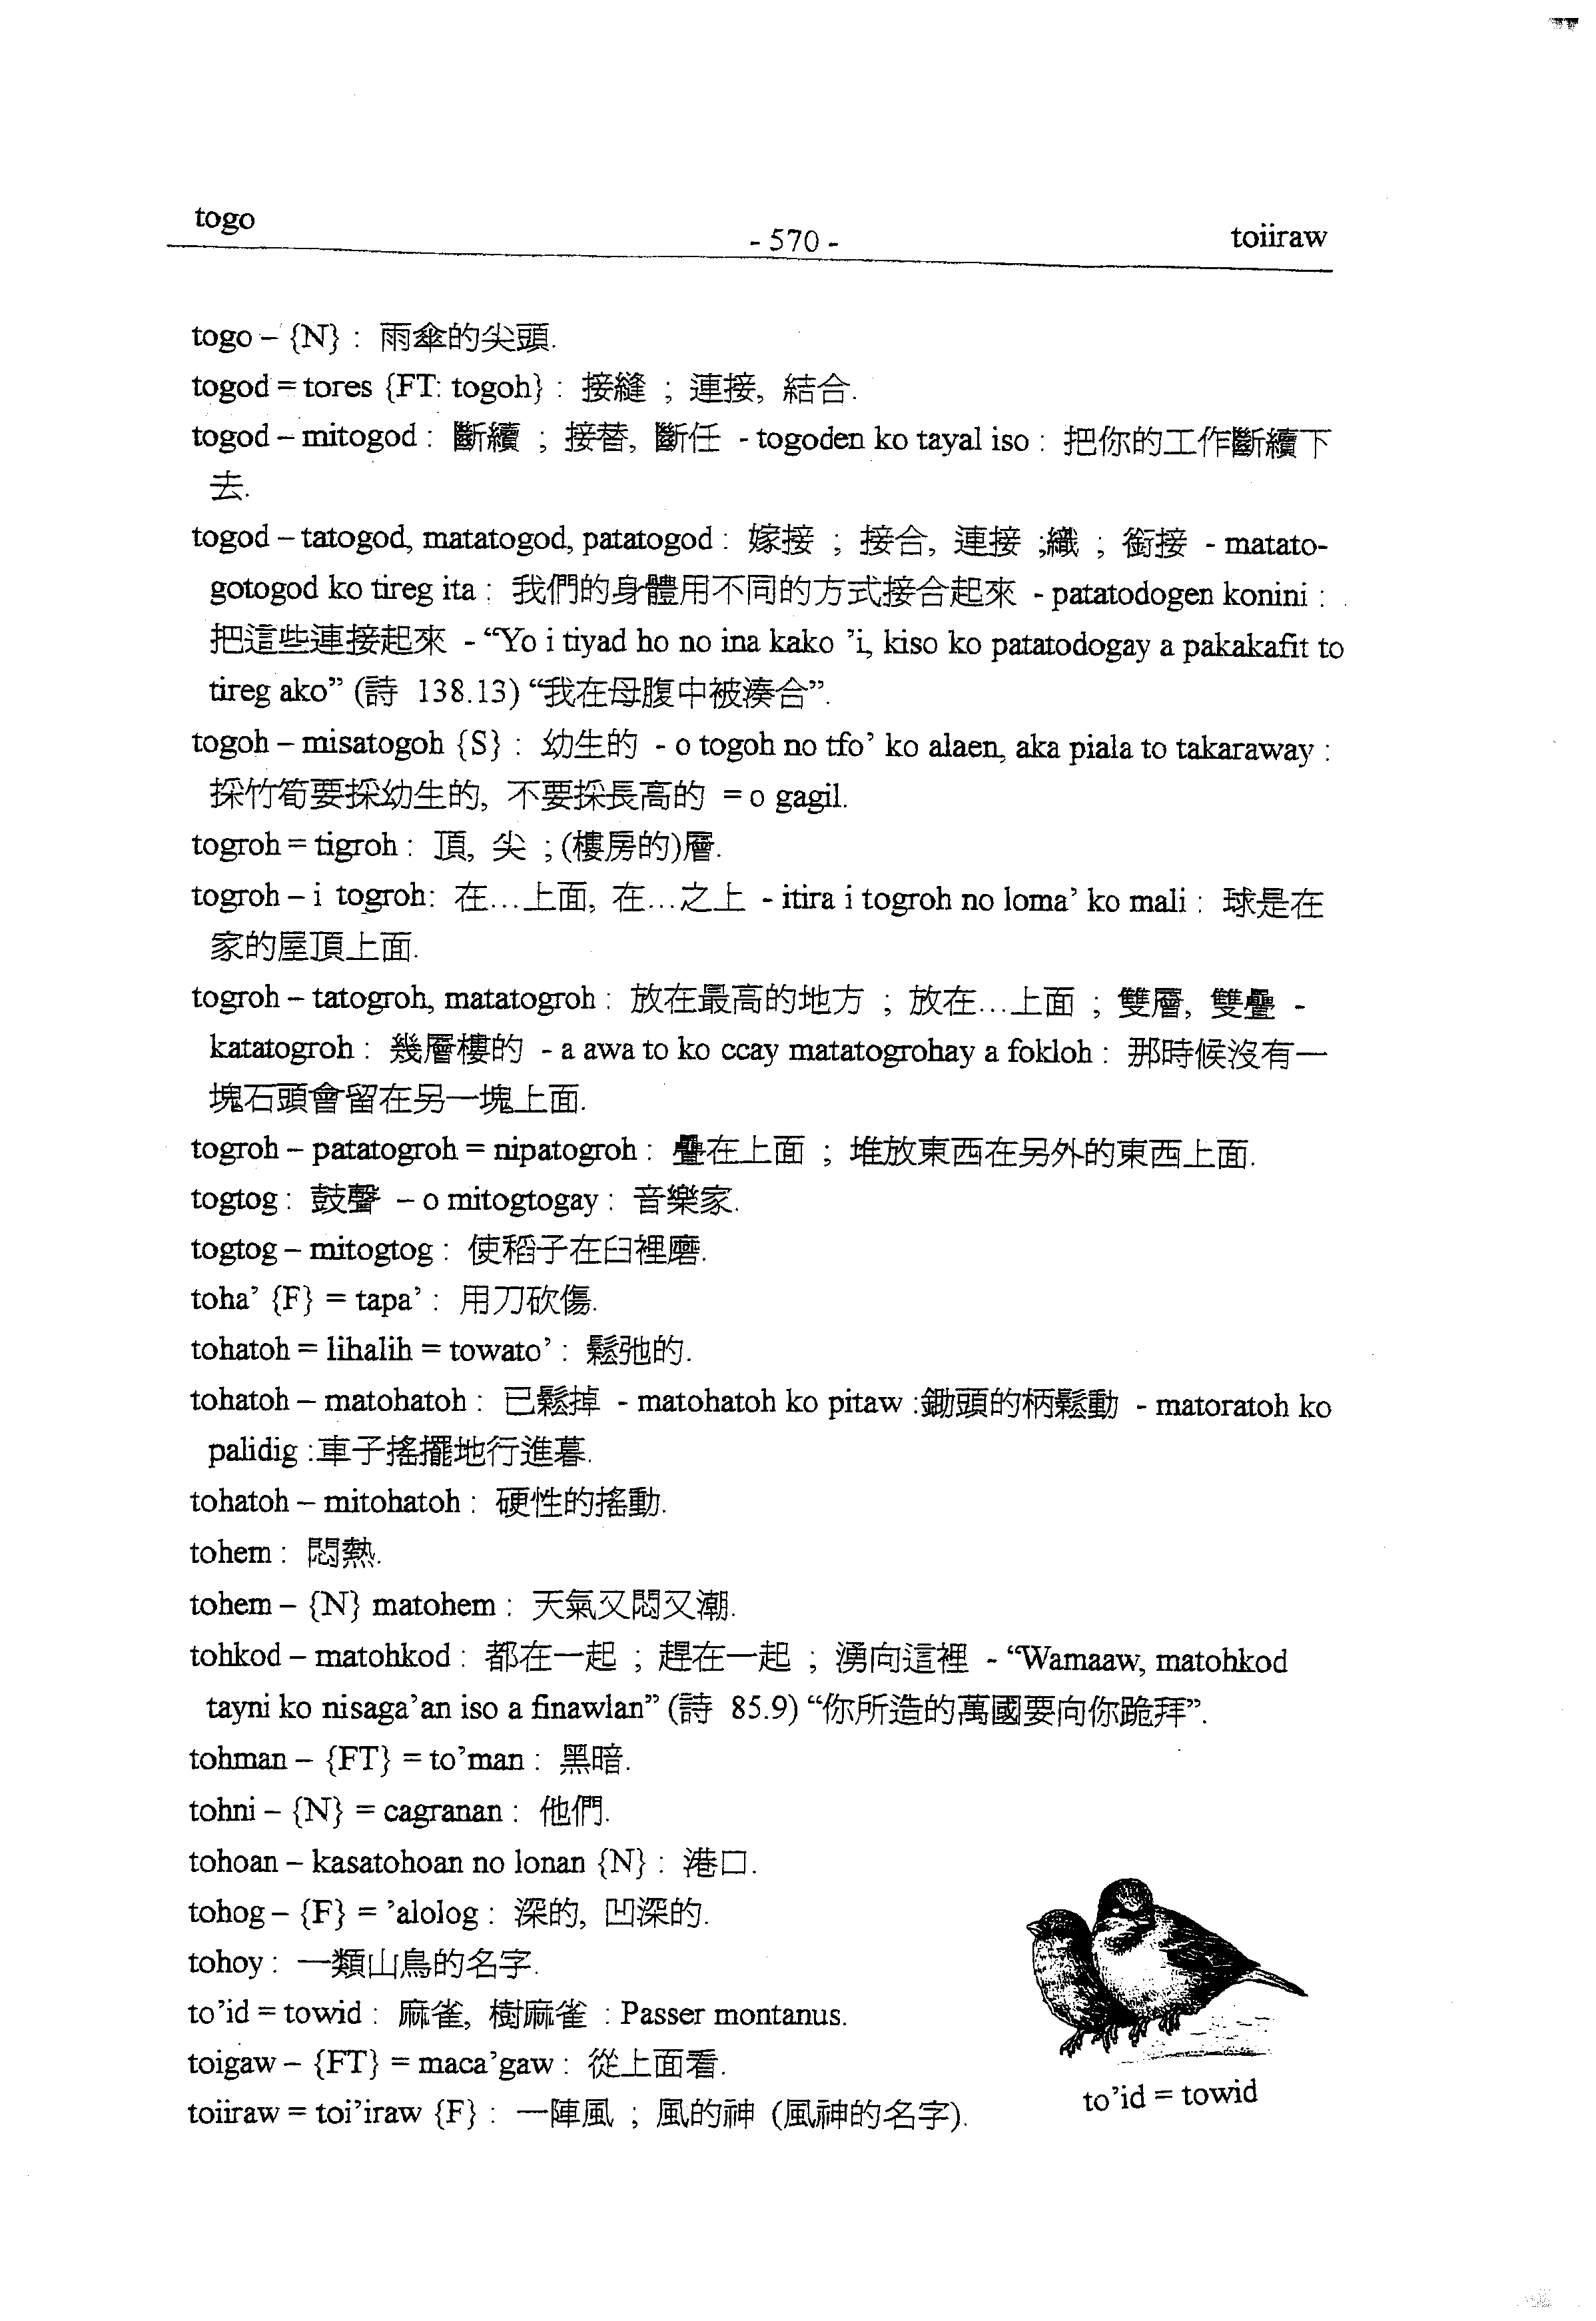 togo
- 570 -
toiiraw
togo – {N} : 雨傘的尖頭.
togod = tores {FT: togoh} : 接縫 ; 連接, 結合.
togod – mitogod : 斷續 ; 接替, 斷任 - togoden ko tayal iso : 把你的工作斷續下
去.
togod – tatogod, matatogod, patatogod : 嫁接 ; 接合, 連接 ;織 ; 銜接 - matato-
gotogod ko tireg ita : 我們的身體用不同的方式接合起來 - patatodogen konini :
把這些連接起來 - “Yo i tiyad ho no ina kako ’i, kiso ko patatodogay a pakakafit to
tireg ako” (詩 138.13) “我在母腹中被湊合”.
togoh – misatogoh {S} : 幼生的 - o togoh no tfo’ ko alaen, aka piala to takaraway :
採竹筍要採幼生的, 不要採長高的 = o gagil.
togroh = tigroh : 頂, 尖 ; (樓房的)層.
togroh – i togroh: 在…上面, 在…之上 - itira i togroh no loma’ ko mali : 球是在
家的屋頂上面.
togroh – tatogroh, matatogroh : 放在最高的地方 ; 放在…上面 ; 雙層, 雙疊 -
katatogroh : 幾層樓的 - a awa to ko ccay matatogrohay a fokloh : 那時候沒有一
塊石頭會留在另一塊上面.
togroh – patatogroh = nipatogroh : 疊在上面 ; 堆放東西在另外的東西上面.
togtog : 鼓聲 – o mitogtogay : 音樂家.
togtog – mitogtog : 使稻子在臼裡磨.
toha’ {F} = tapa’ : 用刀砍傷.
tohatoh = lihalih = towato’ : 鬆弛的.
tohatoh – matohatoh : 已鬆掉 - matohatoh ko pitaw :鋤頭的柄鬆動 - matoratoh ko
palidig :車子搖擺地行進暮.
tohatoh – mitohatoh : 硬性的搖動.
tohem : 悶熱.
tohem – {N} matohem : 天氣又悶又潮.
tohkod – matohkod : 都在一起 ; 趕在一起 ; 湧向這裡 - “Wamaaw, matohkod
tayni ko nisaga’an iso a finawlan” (詩 85.9) “你所造的萬國要向你跪拜”.
tohman – {FT} = to’man : 黑暗.
tohni – {N} = cagranan : 他們.
tohoan – kasatohoan no lonan {N} : 港口.
tohog – {F} = ’alolog : 深的, 凹深的.
tohoy : 一類山鳥的名字.
to’id = towid : 麻雀, 樹麻雀 : Passer montanus.
toigaw – {FT} = maca’gaw : 從上面看.
toiiraw = toi’iraw {F} : 一陣風 ; 風的神 (風神的名字).
to’id = towid